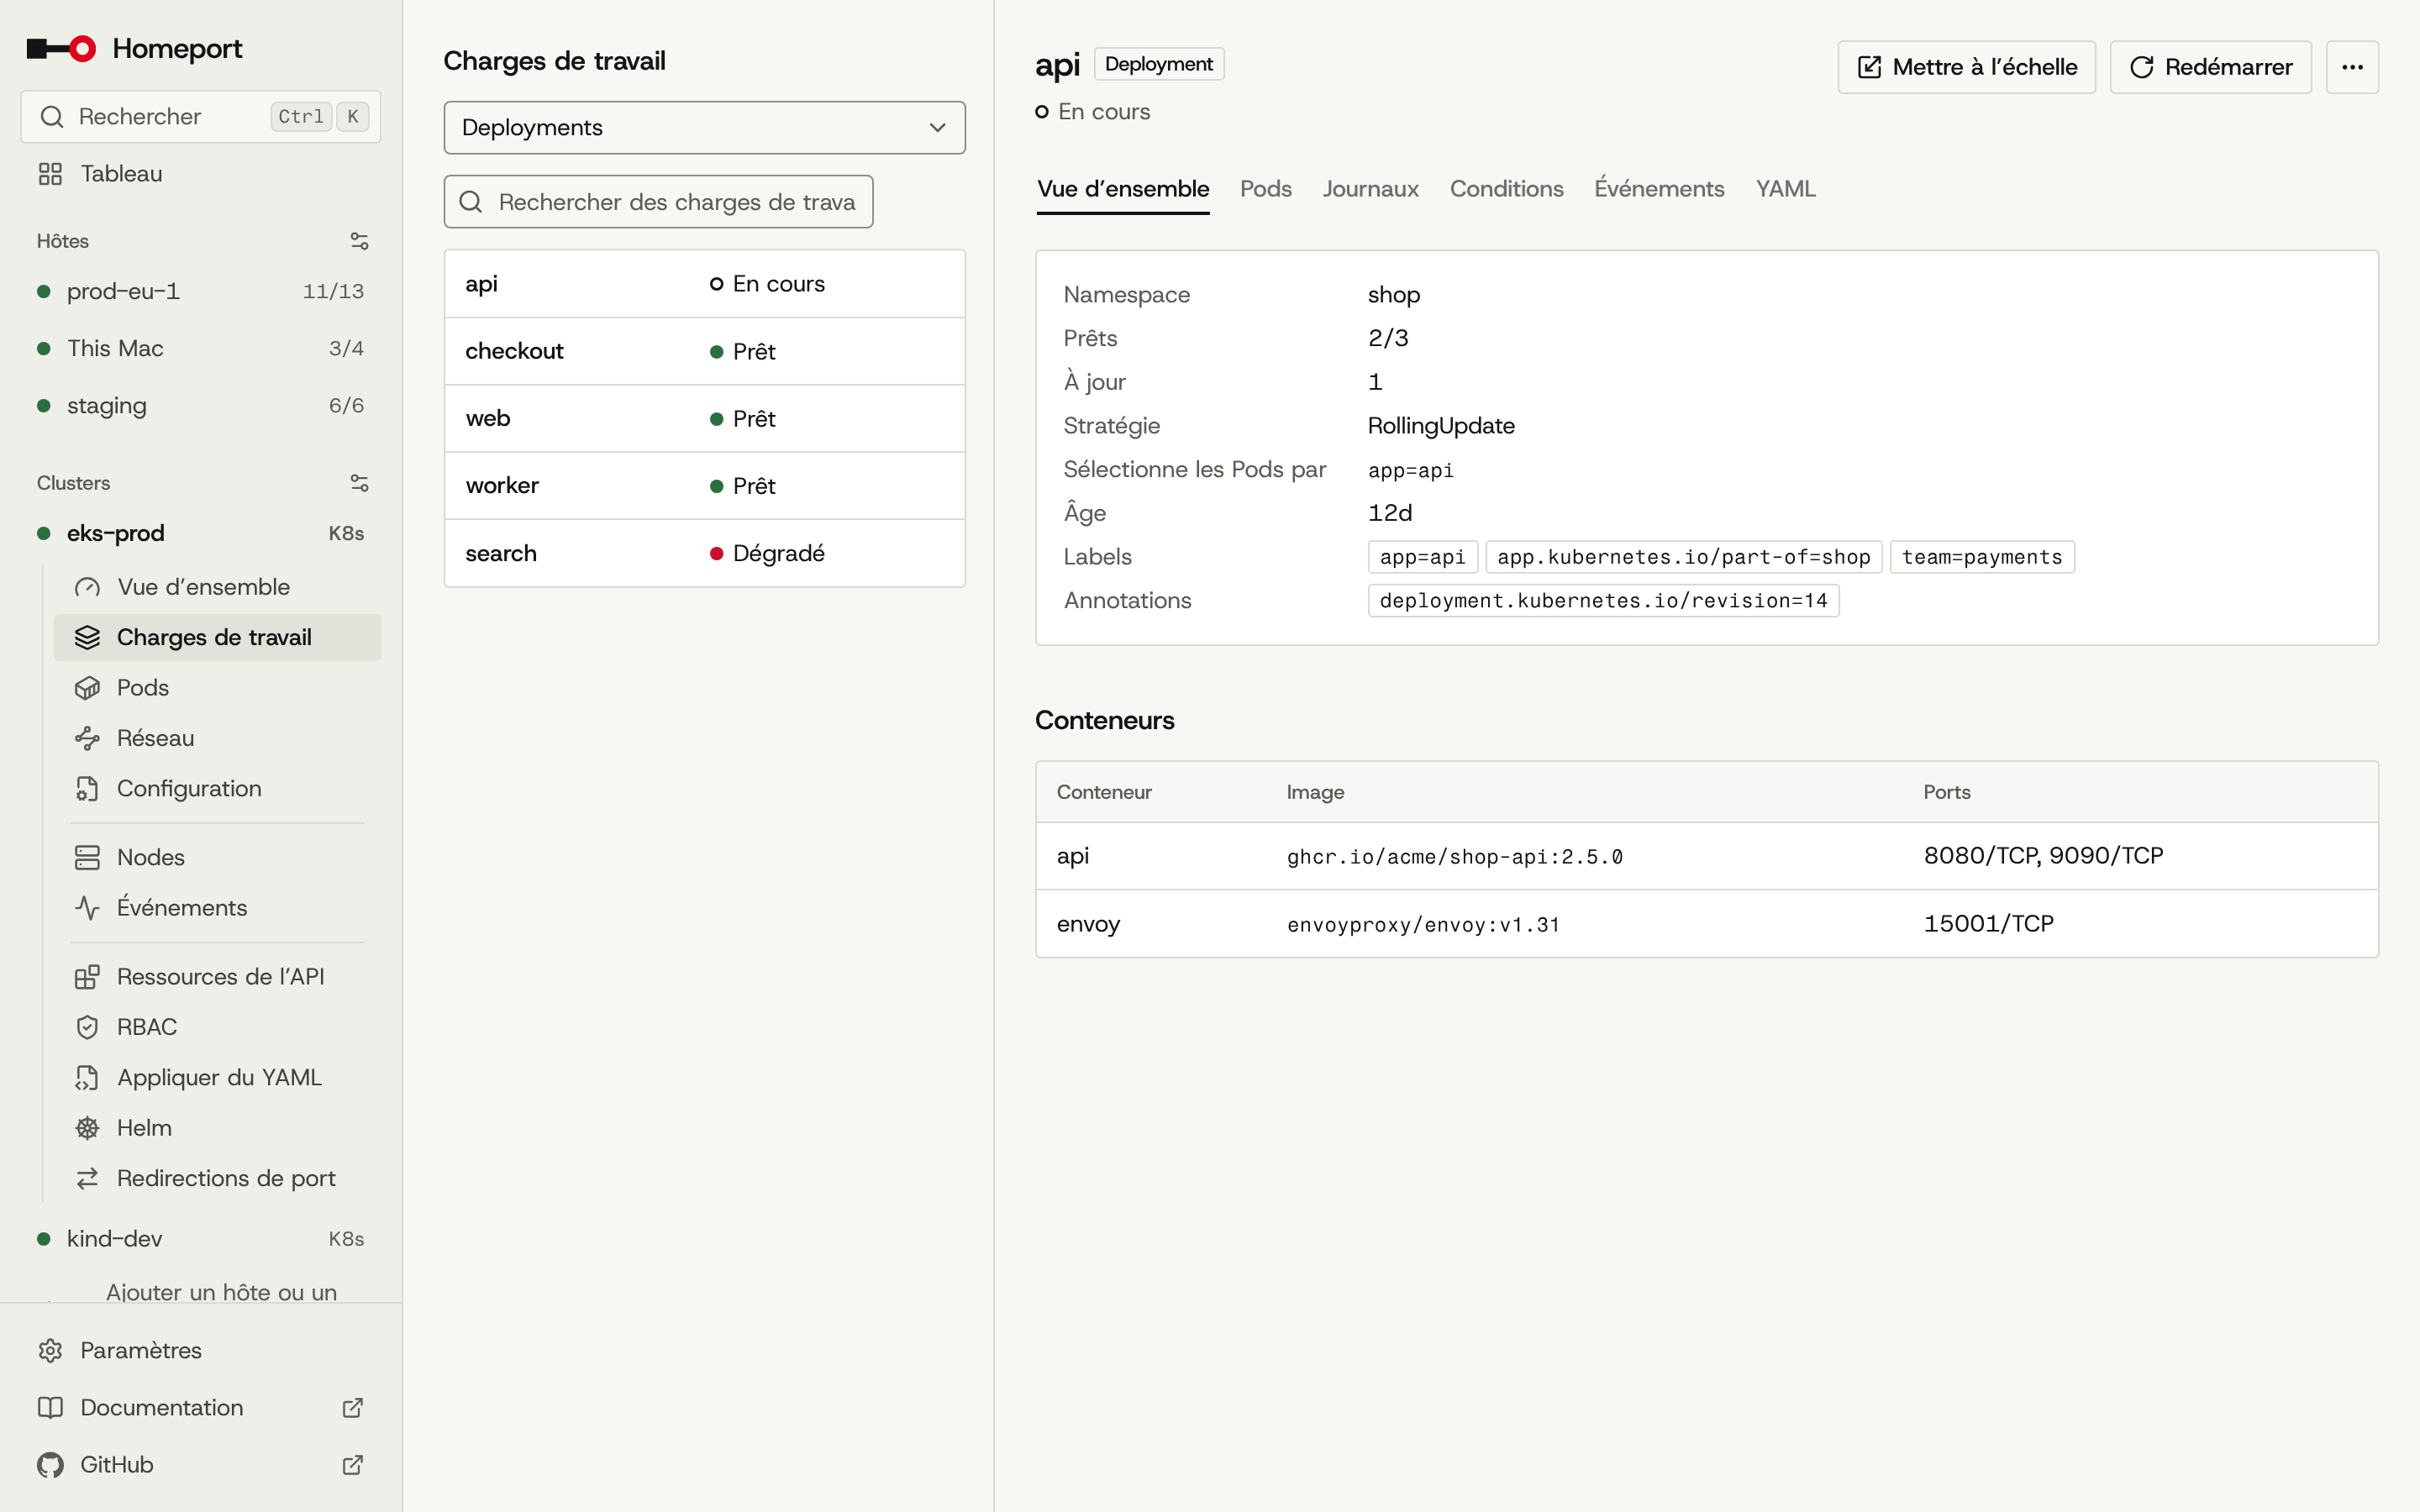 Homeport
Rechercher Ctrl K
Tableau
Hôtes
prod-eu-1 11/13
This Mac 3/4
staging 6/6
Clusters
eks-prod K8s
Vue d’ensemble
Charges de travail
Pods
Réseau
Configuration
Nodes
Événements
Ressources de l’API
RBAC
Appliquer du YAML
Helm
Redirections de port
kind-dev K8s
Ajouter un hôte ou un
Paramètres
Documentation
GitHub
Charges de travail
Deployments
Rechercher des charges de trava
api En cours
checkout Prêt
web Prêt
worker Prêt
search Dégradé
api Deployment
En cours
Mettre à l’échelle
Redémarrer
Vue d’ensemble Pods Journaux Conditions Événements YAML
Namespace shop
Prêts 2/3
À jour 1
Stratégie RollingUpdate
Sélectionne les Pods par app=api
Âge 12d
Labels app=api app.kubernetes.io/part-of=shop team=payments
Annotations deployment.kubernetes.io/revision=14
Conteneurs
Conteneur Image Ports
api ghcr.io/acme/shop-api:2.5.0 8080/TCP, 9090/TCP
envoy envoyproxy/envoy:v1.31 15001/TCP